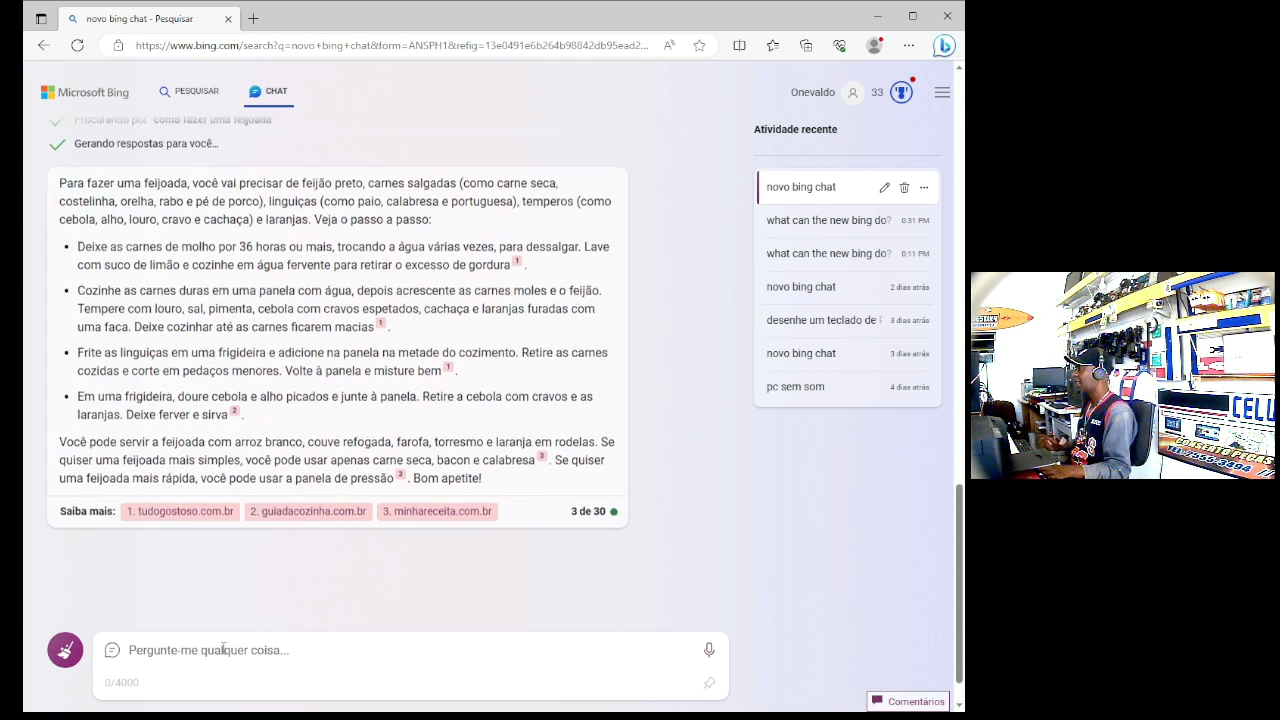 novo bing chat - Pesquisar
https://www.bing.com/search?q=novo+bing+chat&form=ANSPH1&refig=13e0491e6b264b98842db95ead2...
Microsoft Bing
PESQUISAR
CHAT
Onevaldo
33
Procurando por como fazer uma feijoada
Gerando respostas para você...
Para fazer uma feijoada, você vai precisar de feijão preto, carnes salgadas (como carne seca,
costelinha, orelha, rabo e pé de porco), linguiças (como paio, calabresa e portuguesa), temperos (como
cebola, alho, louro, cravo e cachaça) e laranjas. Veja o passo a passo:
• Deixe as carnes de molho por 36 horas ou mais, trocando a água várias vezes, para dessalgar. Lave
com suco de limão e cozinhe em água fervente para retirar o excesso de gordura 1 .
• Cozinhe as carnes duras em uma panela com água, depois acrescente as carnes moles e o feijão.
Tempere com louro, sal, pimenta, cebola com cravos espetados, cachaça e laranjas furadas com
uma faca. Deixe cozinhar até as carnes ficarem macias 1 .
• Frite as linguiças em uma frigideira e adicione na panela na metade do cozimento. Retire as carnes
cozidas e corte em pedaços menores. Volte à panela e misture bem 1 .
• Em uma frigideira, doure cebola e alho picados e junte à panela. Retire a cebola com cravos e as
laranjas. Deixe ferver e sirva 2 .
Você pode servir a feijoada com arroz branco, couve refogada, farofa, torresmo e laranja em rodelas. Se
quiser uma feijoada mais simples, você pode usar apenas carne seca, bacon e calabresa 3 . Se quiser
uma feijoada mais rápida, você pode usar a panela de pressão 3 . Bom apetite!
Saiba mais: 1. tudogostoso.com.br 2. guiadacozinha.com.br 3. minhareceita.com.br 3 de 30
Pergunte-me qualquer coisa...
0/4000
Atividade recente
novo bing chat
what can the new bing do? 0:31 PM
what can the new bing do? 0:11 PM
novo bing chat 2 dias atrás
desenhe um teclado de 3 dias atrás
novo bing chat 3 dias atrás
pc sem som 4 dias atrás
Comentários
CELU